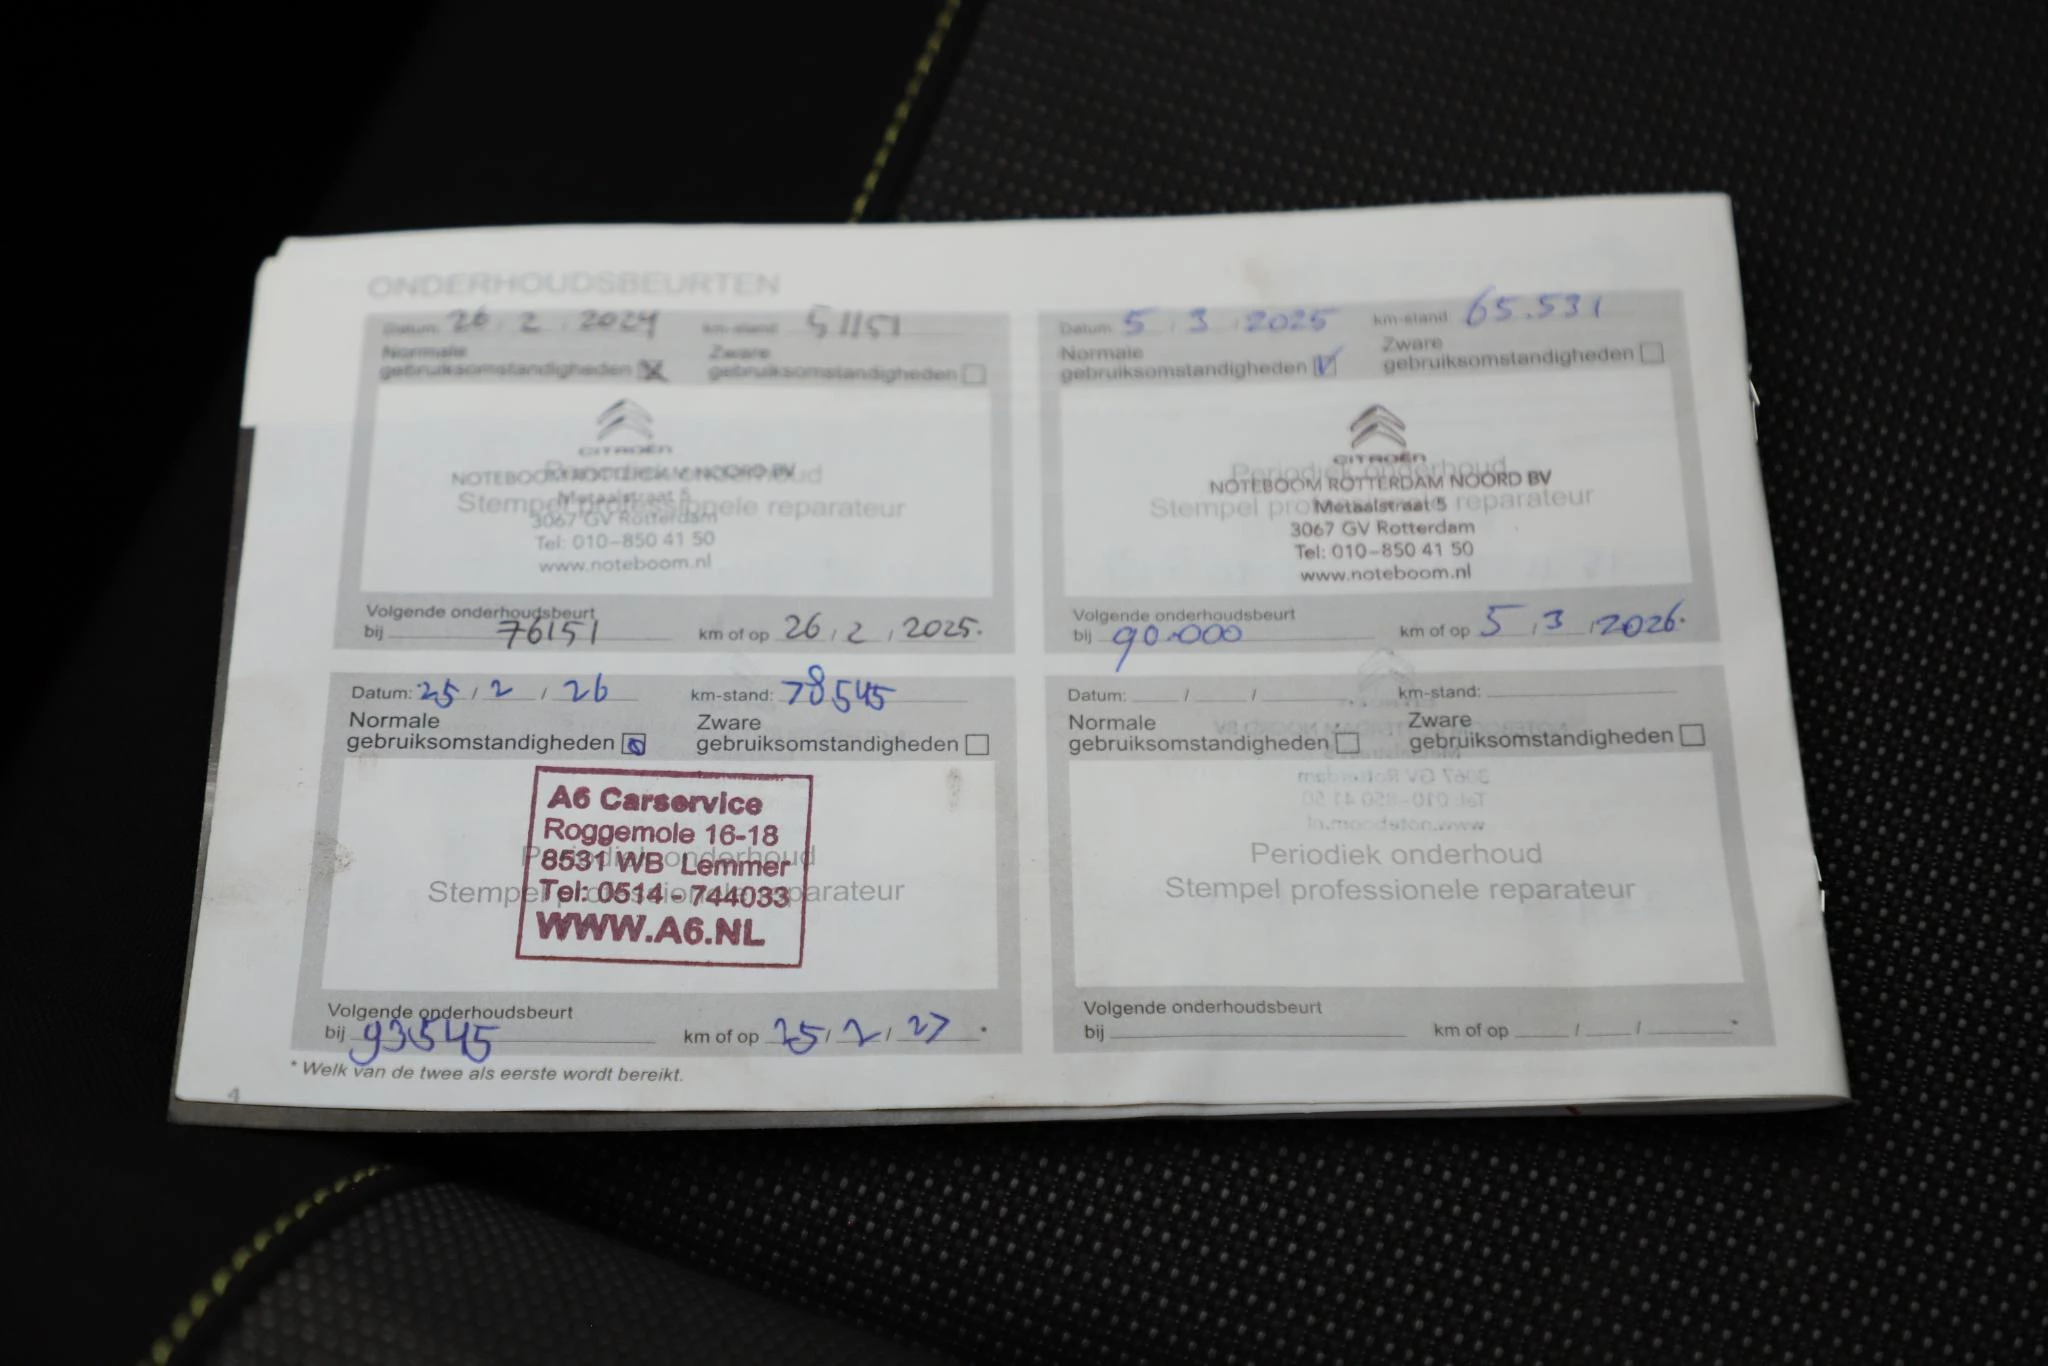 ONDERHOUDSBEURTEN
Datum: 26 / 2 / 2024 km-stand: 51151
Normale gebruiksomstandigheden ☒ Zware gebruiksomstandigheden ☐
CITROËN
Periodiek onderhoud
NOTEBOOM ROTTERDAM NOORD BV
Stempel professionele reparateur
Metaalstraat 5
3067 GV Rotterdam
Tel: 010-850 41 50
www.noteboom.nl
Volgende onderhoudsbeurt
bij 76151 km of op 26 / 2 / 2025.*
Datum: 5 / 3 / 2025 km-stand: 65.531
Normale gebruiksomstandigheden ☑ Zware gebruiksomstandigheden ☐
CITROËN
Periodiek onderhoud
NOTEBOOM ROTTERDAM NOORD BV
Stempel professionele reparateur
Metaalstraat 5
3067 GV Rotterdam
Tel: 010-850 41 50
www.noteboom.nl
Volgende onderhoudsbeurt
bij 90.000 km of op 5 / 3 / 2026.*
Datum: 25 / 2 / 26 km-stand: 78545
Normale gebruiksomstandigheden ☒ Zware gebruiksomstandigheden ☐
A6 Carservice
Roggemole 16-18
Periodiek onderhoud
8531 WB Lemmer
Stempel professionele reparateur
Tel: 0514 - 744033
WWW.A6.NL
Volgende onderhoudsbeurt
bij 93545 km of op 25 / 2 / 27 *
Datum: / / km-stand:
Normale gebruiksomstandigheden ☐ Zware gebruiksomstandigheden ☐
Periodiek onderhoud
Stempel professionele reparateur
Volgende onderhoudsbeurt
bij km of op / / *
* Welk van de twee als eerste wordt bereikt.
4